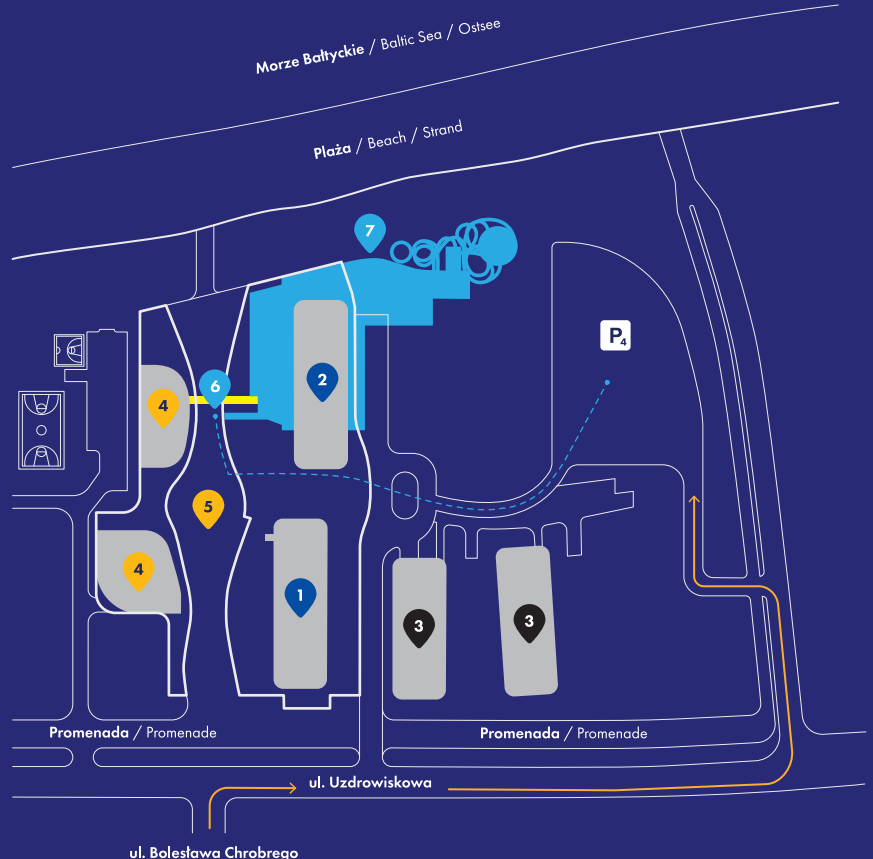 Morze Bałtyckie / Baltic Sea / Ostsee
Plaża / Beach / Strand
7
P4
2
6
4
5
4
1
3
3
Promenada / Promenade
Promenada / Promenade
ul. Uzdrowiskowa
ul. Bolesława Chrobrego